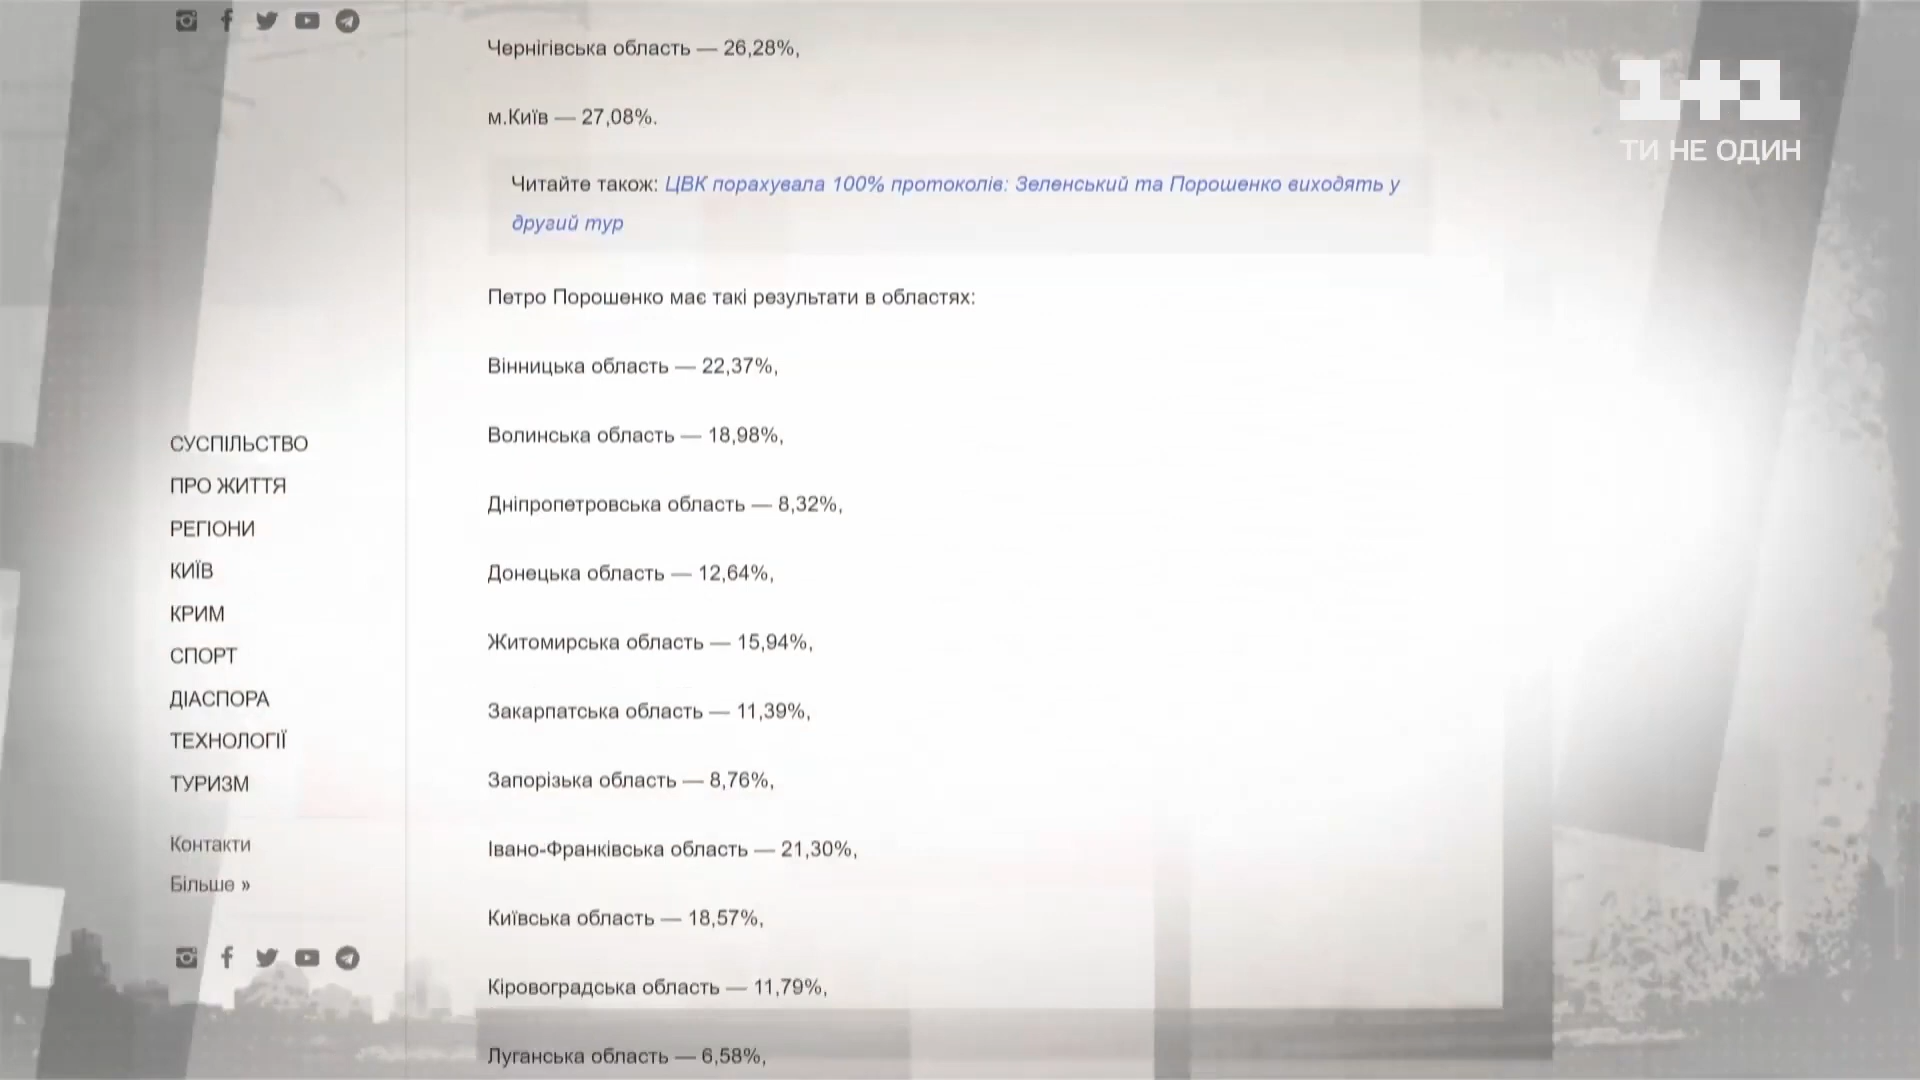 Чернігівська область — 26,28%,
м.Київ — 27,08%.
Читайте також: ЦВК порахувала 100% протоколів: Зеленський та Порошенко виходять у
другий тур
Петро Порошенко має такі результати в областях:
Вінницька область — 22,37%,
Волинська область — 18,98%,
Дніпропетровська область — 8,32%,
Донецька область — 12,64%,
Житомирська область — 15,94%,
Закарпатська область — 11,39%,
Запорізька область — 8,76%,
Івано-Франківська область — 21,30%,
Київська область — 18,57%,
Кіровоградська область — 11,79%,
Луганська область — 6,58%,
СУСПІЛЬСТВО
ПРО ЖИТТЯ
РЕГІОНИ
КИЇВ
КРИМ
СПОРТ
ДІАСПОРА
ТЕХНОЛОГІЇ
ТУРИЗМ
Контакти
Більше »
1+1
ТИ НЕ ОДИН